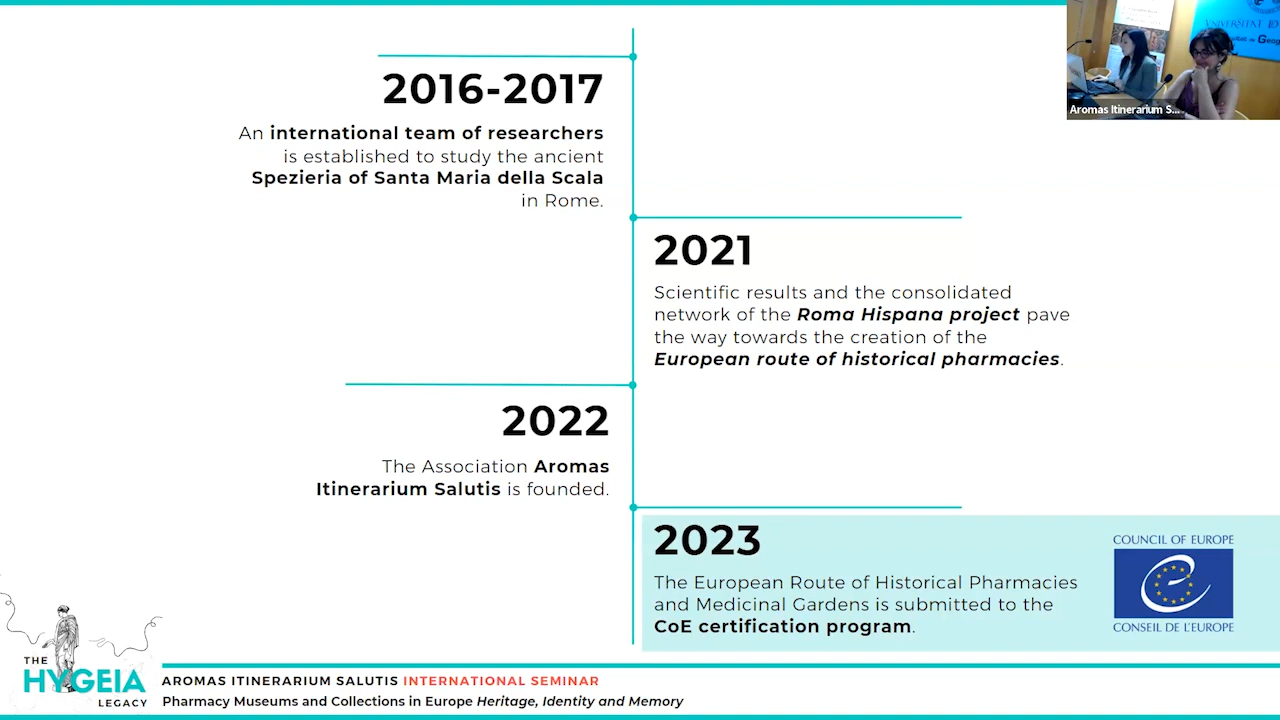 2016-2017
An international team of researchers
is established to study the ancient
Spezieria of Santa Maria della Scala
in Rome.
2021
Scientific results and the consolidated
network of the Roma Hispana project pave
the way towards the creation of the
European route of historical pharmacies.
2022
The Association Aromas
Itinerarium Salutis is founded.
2023
The European Route of Historical Pharmacies
and Medicinal Gardens is submitted to the
CoE certification program.
COUNCIL OF EUROPE
CONSEIL DE L'EUROPE
THE
HYGEIA
LEGACY
AROMAS ITINERARIUM SALUTIS INTERNATIONAL SEMINAR
Pharmacy Museums and Collections in Europe Heritage, Identity and Memory
UNIVERSITAT
Aromas Itinerarium S...